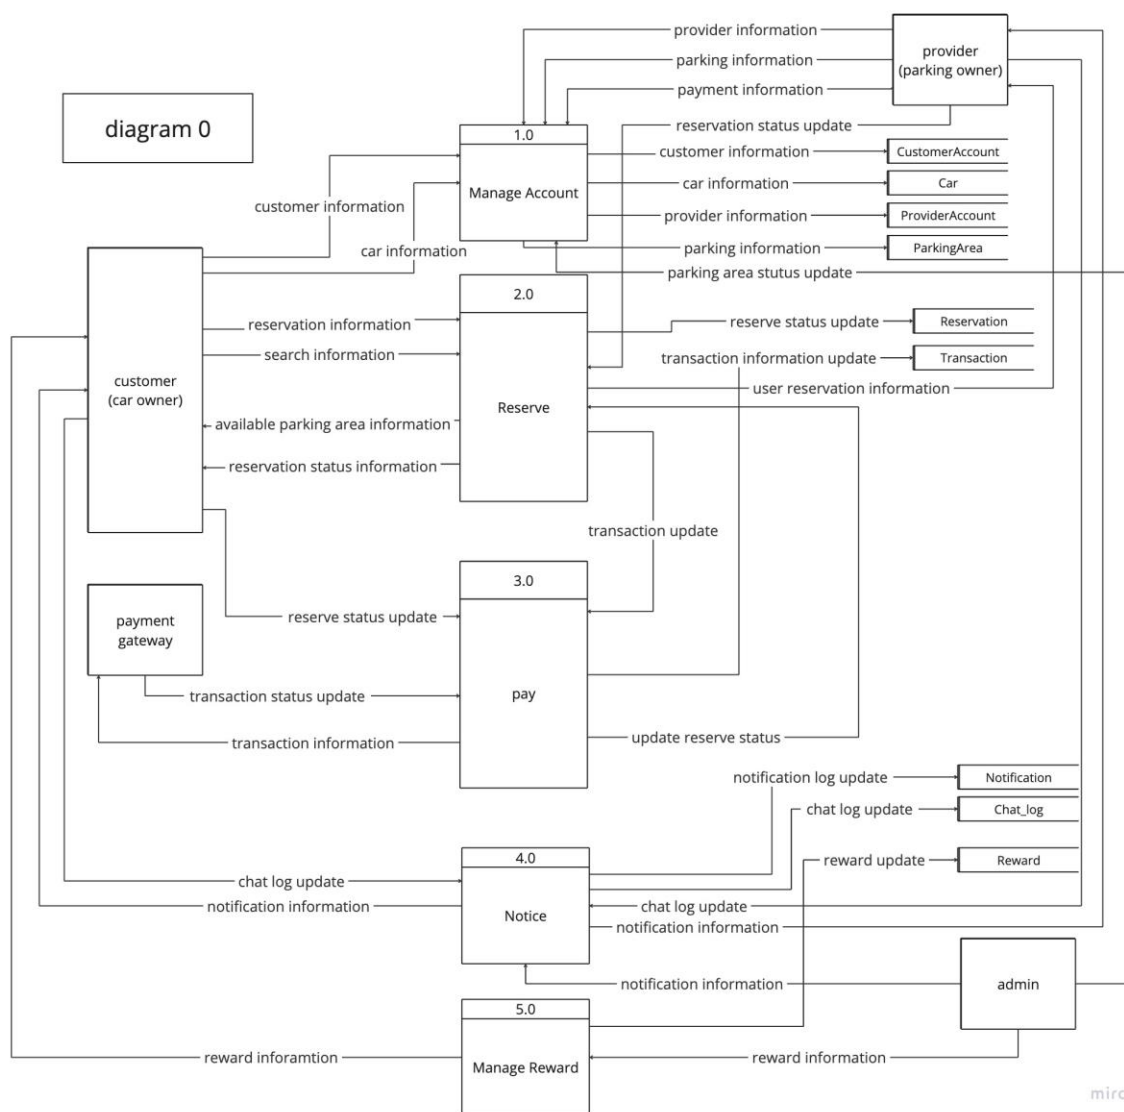 provider information
provider
(parking owner)
parking information
payment information
diagram 0
reservation status update
1.0
Manage Account
customer information
CustomerAccount
car information
Car
provider information
ProviderAccount
parking information
ParkingArea
parking area stutus update
customer information
car information
customer
(car owner)
2.0
Reserve
reservation information
search information
available parking area information
reservation status information
reserve status update
Reservation
transaction information update
Transaction
user reservation information
transaction update
3.0
pay
payment
gateway
reserve status update
transaction status update
transaction information
update reserve status
notification log update
Notification
chat log update
Chat_log
reward update
Reward
4.0
Notice
chat log update
notification information
chat log update
notification information
notification information
admin
5.0
Manage Reward
reward inforamtion
reward information
miro